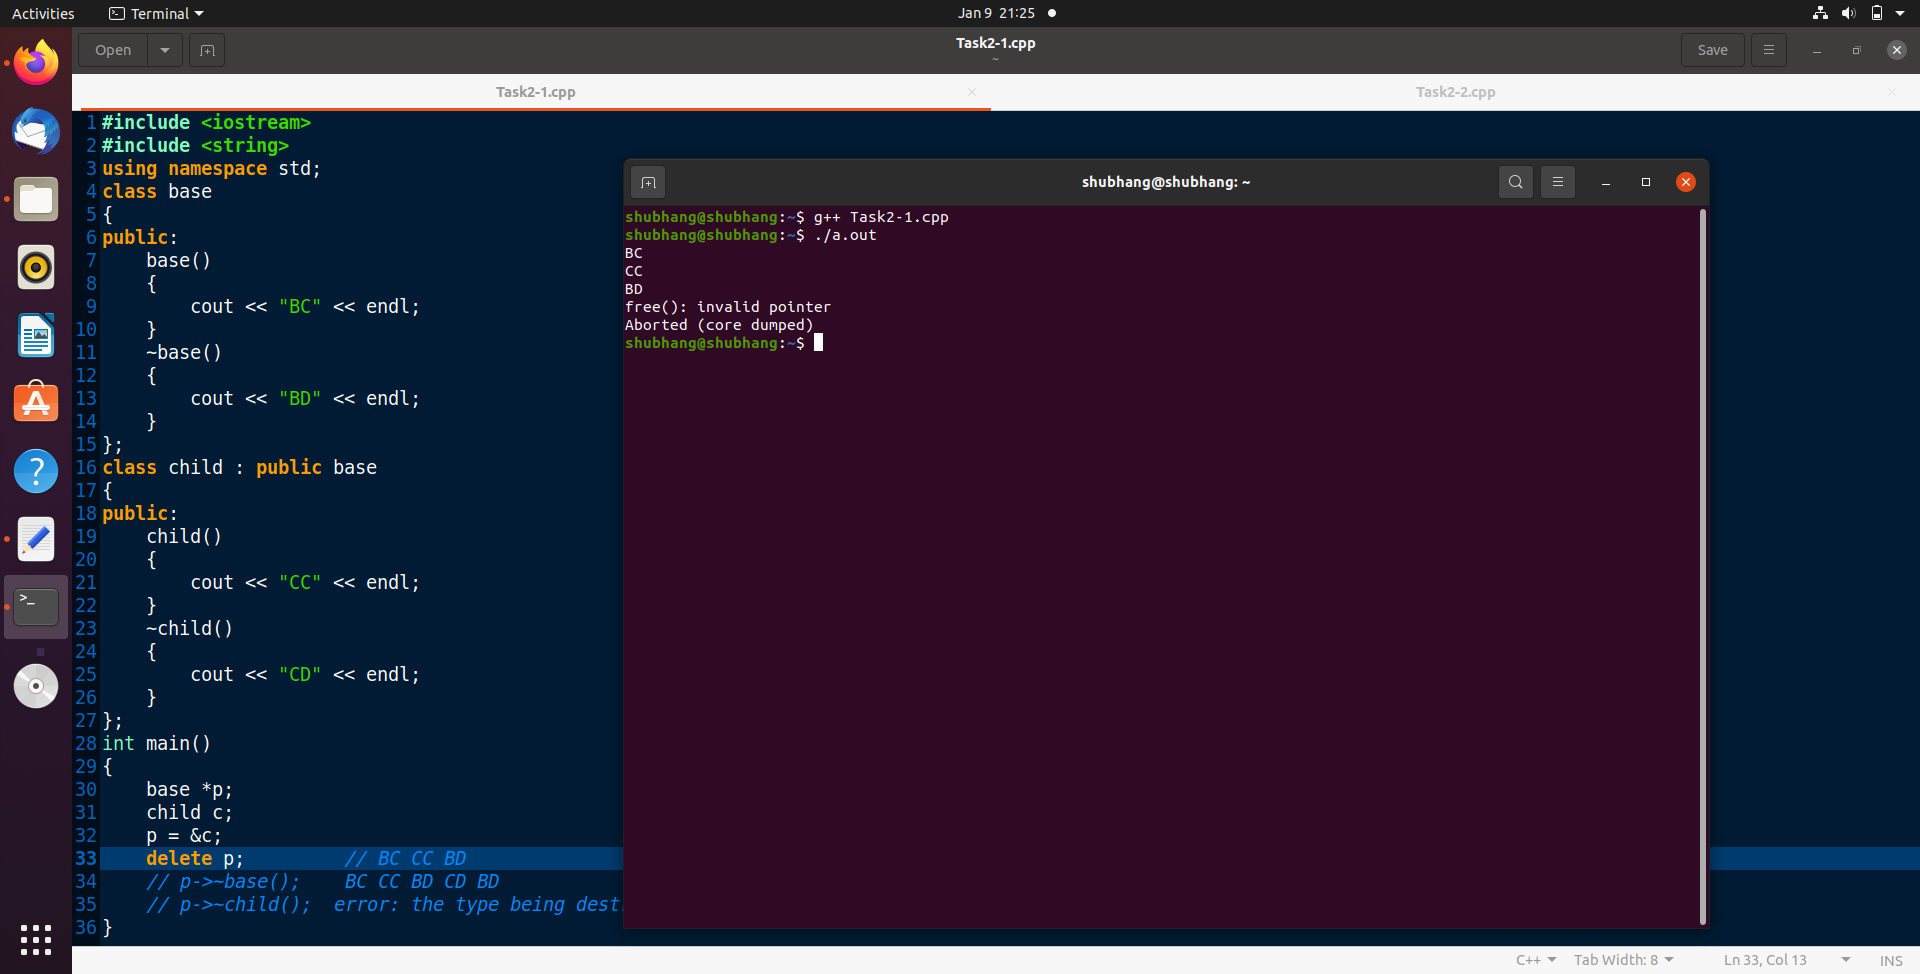 Activities Terminal Jan 9 21:25
Open Task2-1.cpp Save
~
Task2-1.cpp Task2-2.cpp
1 #include <iostream>
2 #include <string>
3 using namespace std;
4 class base
5 {
6 public:
7     base()
8     {
9         cout << "BC" << endl;
10     }
11     ~base()
12     {
13         cout << "BD" << endl;
14     }
15 };
16 class child : public base
17 {
18 public:
19     child()
20     {
21         cout << "CC" << endl;
22     }
23     ~child()
24     {
25         cout << "CD" << endl;
26     }
27 };
28 int main()
29 {
30     base *p;
31     child c;
32     p = &c;
33     delete p;         // BC CC BD
34     // p->~base();    BC CC BD CD BD
35     // p->~child();  error: the type being dest
36 }
shubhang@shubhang: ~
shubhang@shubhang:~$ g++ Task2-1.cpp
shubhang@shubhang:~$ ./a.out
BC
CC
BD
free(): invalid pointer
Aborted (core dumped)
shubhang@shubhang:~$
C++ Tab Width: 8 Ln 33, Col 13 INS